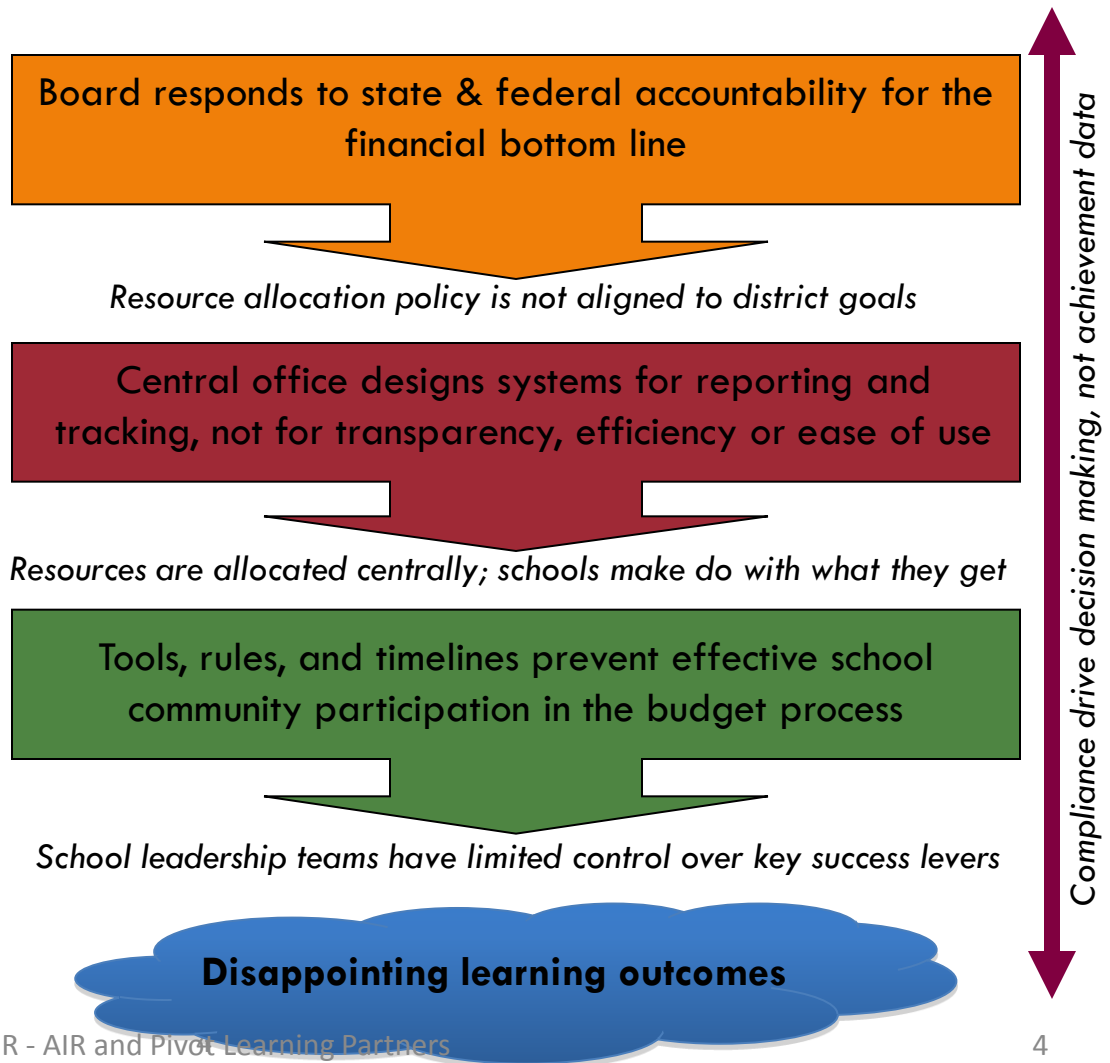 Board responds to state & federal accountability for the
financial bottom line
Resource allocation policy is not aligned to district goals
Central office designs systems for reporting and
tracking, not for transparency, efficiency or ease of use
Resources are allocated centrally; schools make do with what they get
Tools, rules, and timelines prevent effective school
community participation in the budget process
School leadership teams have limited control over key success levers
Disappointing learning outcomes
Compliance drive decision making, not achievement data
R - AIR and Pivot Learning Partners
4
4